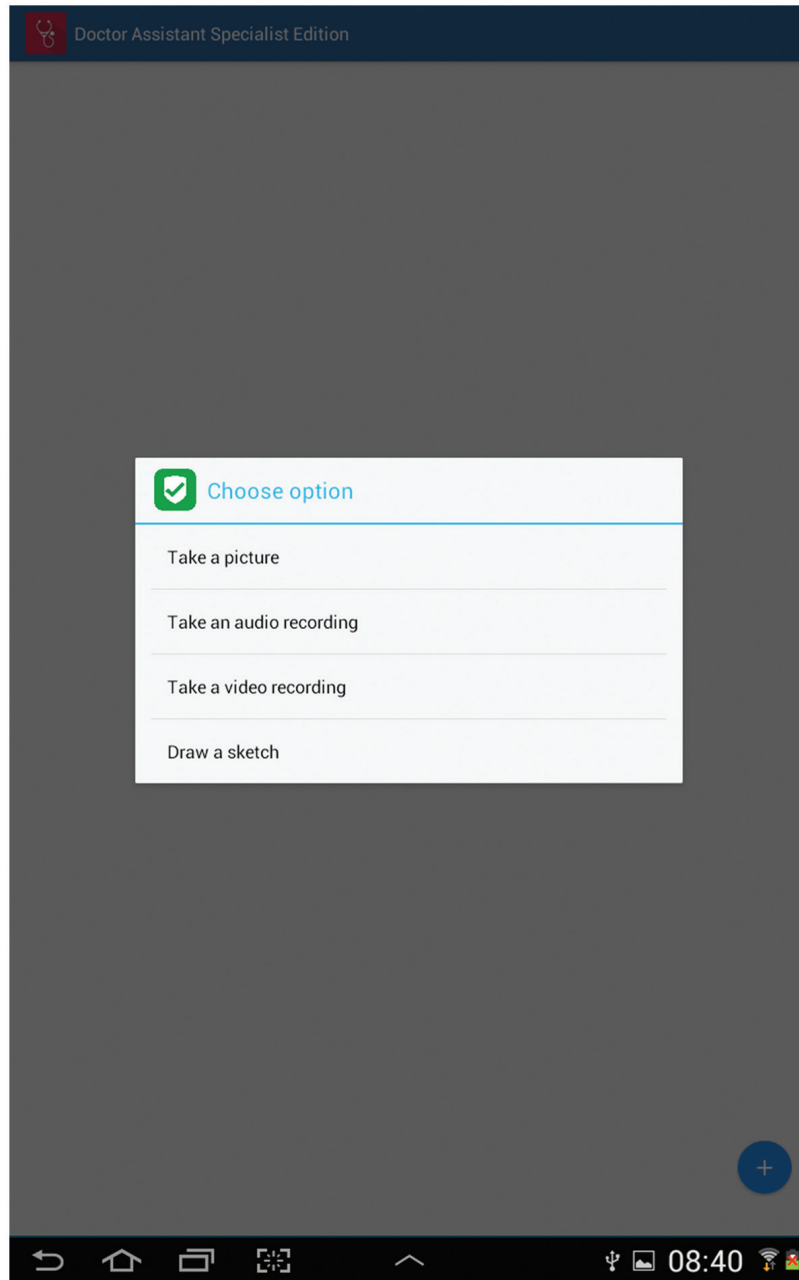 Doctor Assistant Specialist Edition
Choose option
Take a picture
Take an audio recording
Take a video recording
Draw a sketch
+
08:40